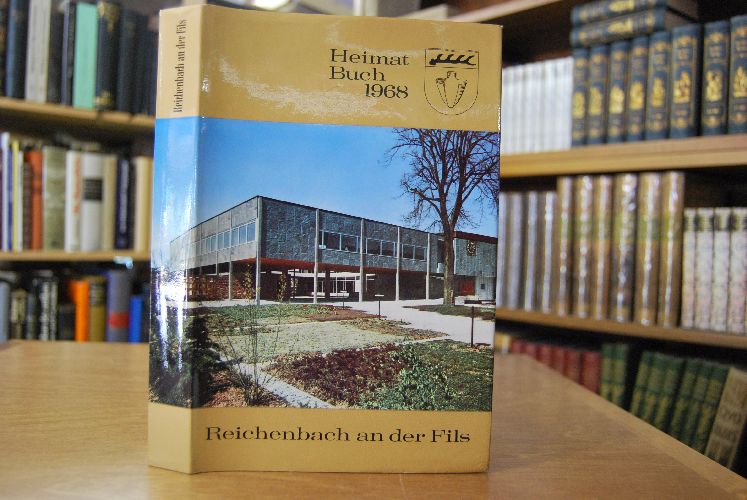 Reichenbach an der Fils
Heimat
Buch
1968
Reichenbach an der Fils